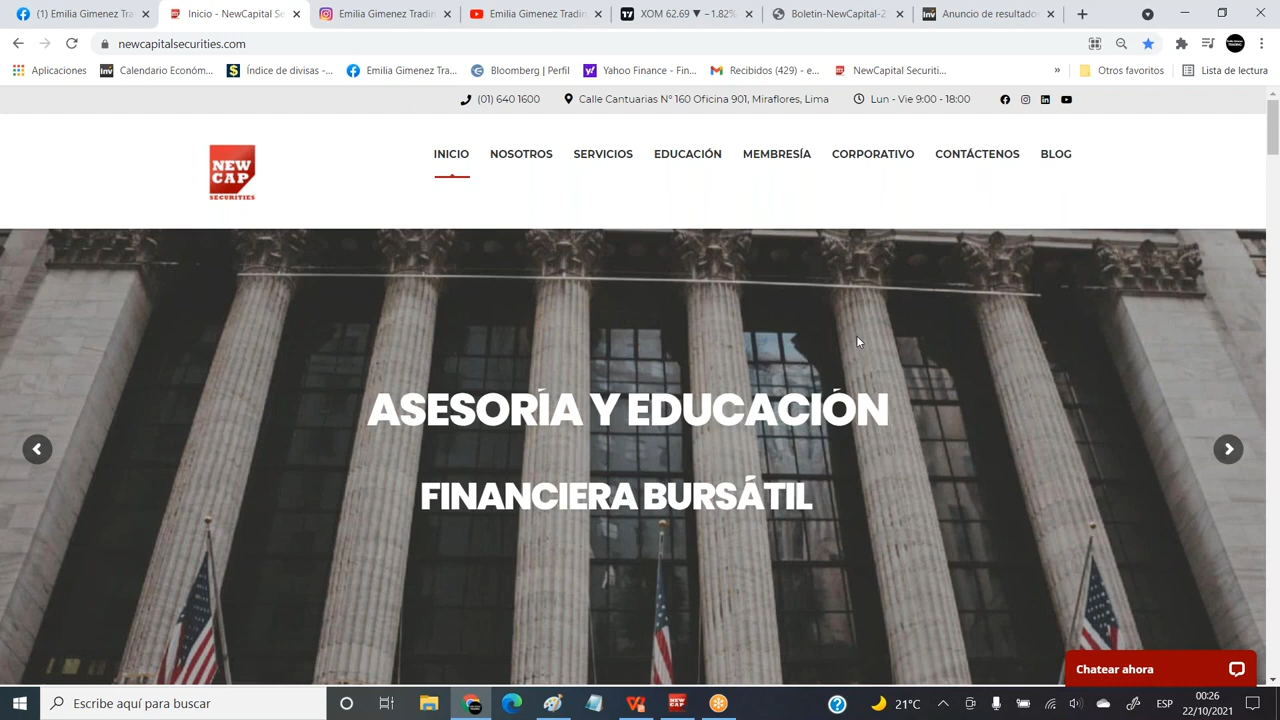 (1) Emilia Gimenez Tra
Inicio - NewCapital Se
Emilia Gimenez Tradin
Emilia Gimenez Tradin
XOM 62.69 ▼ −1.82%
Boletin-NewCapital-2
Anuncio de resultado
newcapitalsecurities.com
Aplicaciones
Calendario Económ...
Índice de divisas -...
Emilia Gimenez Tra...
Bloomberg | Perfil
Yahoo Finance - Fin...
Recibidos (429) - e...
NewCapital Securiti...
»
Otros favoritos
Lista de lectura
(01) 640 1600
Calle Cantuarias N° 160 Oficina 901, Miraflores, Lima
Lun - Vie 9:00 - 18:00
NEW CAP SECURITIES
INICIO
NOSOTROS
SERVICIOS
EDUCACIÓN
MEMBRESÍA
CORPORATIVO
CONTÁCTENOS
BLOG
ASESORÍA Y EDUCACIÓN
FINANCIERA BURSÁTIL
Chatear ahora
Escribe aquí para buscar
21°C
ESP
00:26
22/10/2021